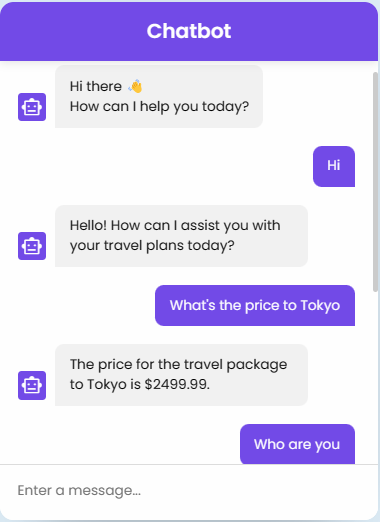 Chatbot
Hi there 👋
How can I help you today?
Hi
Hello! How can I assist you with
your travel plans today?
What's the price to Tokyo
The price for the travel package
to Tokyo is $2499.99.
Who are you
Enter a message...